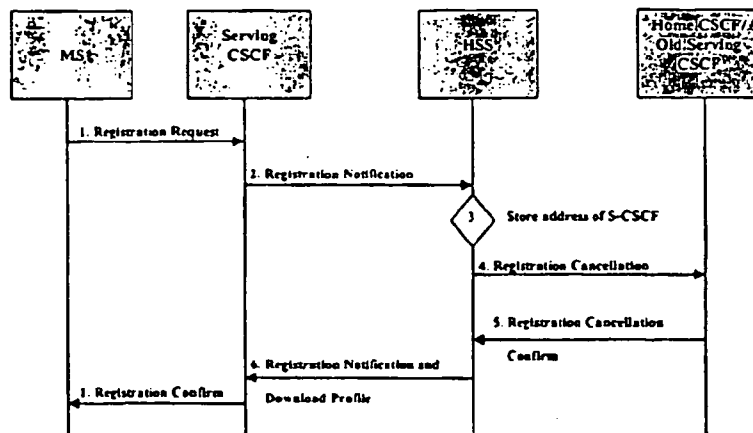 MS
Serving
CSCF
HSS
Home CSCF/
Old Serving
CSCF
1. Registration Request
2. Registration Notification
3
Store address of S-CSCF
4. Registration Cancellation
5. Registration Cancellation
Confirm
6. Registration Notification and
Download Profile
1. Registration Confirm